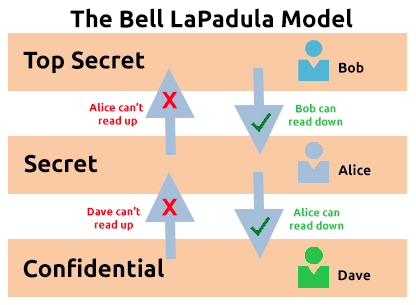 The Bell LaPadula Model
Top Secret
Bob
Alice can't
read up
X
Bob can
read down
Secret
Alice
Dave can't
read up
X
Alice can
read down
Confidential
Dave